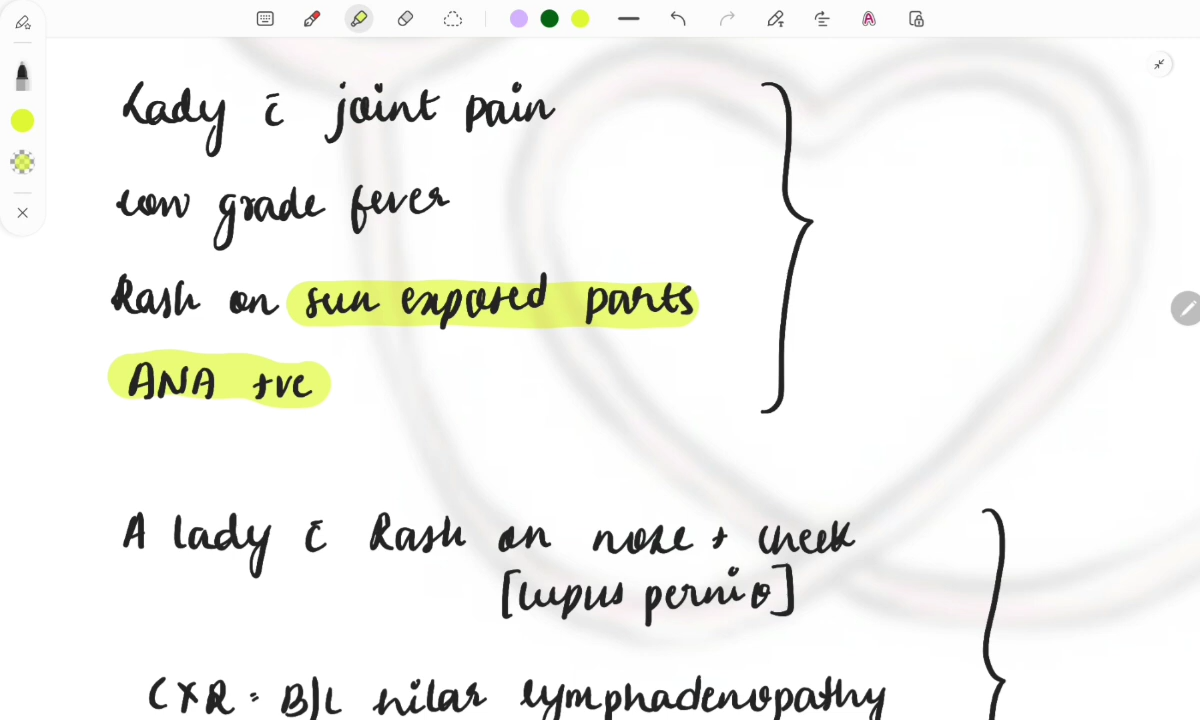 Lady c̄ joint pain
Low grade fever
Rash on sun exposed parts
ANA +ve
A lady c̄ Rash on nose + cheek
[lupus pernio]
CXR = B/L hilar lymphadenopathy